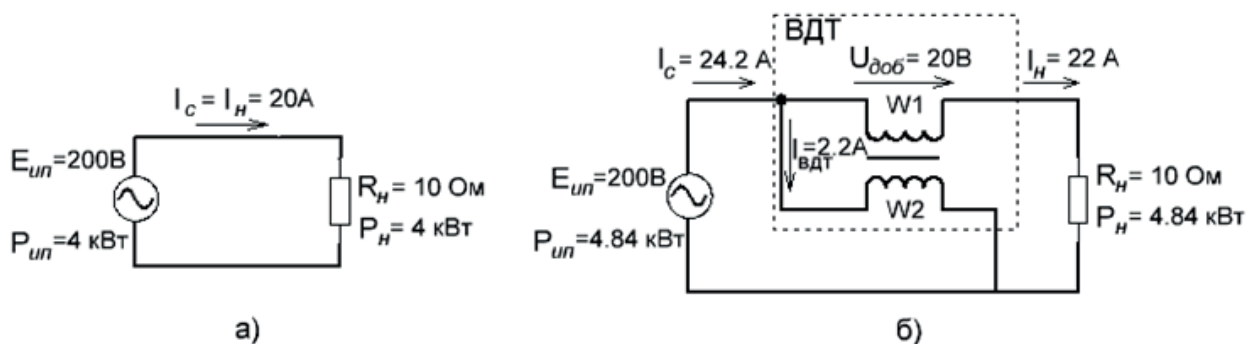 I_c = I_н = 20А
E_ип=200В
R_н= 10 Ом
P_ип=4 кВт
P_н= 4 кВт
а)
ВДТ
I_c = 24.2 А
U_доб= 20В
I_н= 22 А
W1
I_вдт=2.2А
E_ип=200В
R_н= 10 Ом
W2
P_ип=4.84 кВт
P_н= 4.84 кВт
б)